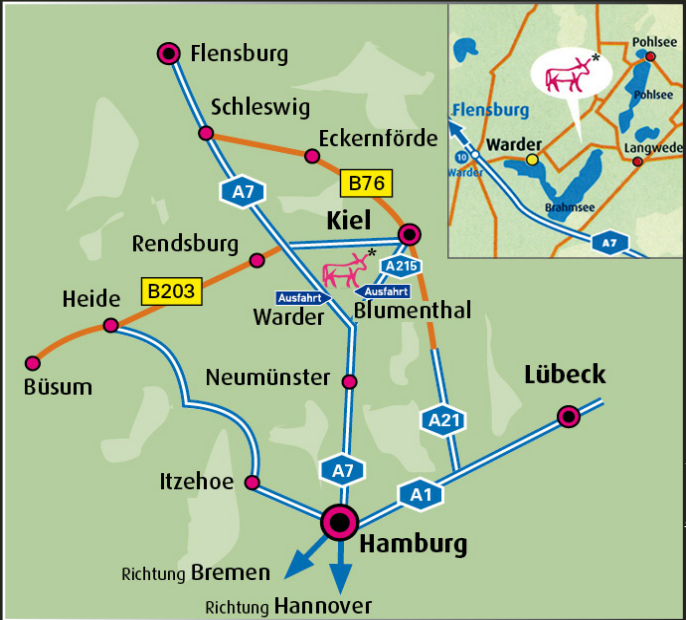 Flensburg
Schleswig
Eckernförde
B76
A7
Kiel
Rendsburg
*
A215
B203
Ausfahrt
Ausfahrt
Heide
Warder
Blumenthal
Büsum
Neumünster
Lübeck
A21
Itzehoe
A7
A1
Hamburg
Richtung Bremen
Richtung Hannover
*
Pohlsee
Pohlsee
Flensburg
Warder
Langwede
10
Warder
Brahmsee
A7